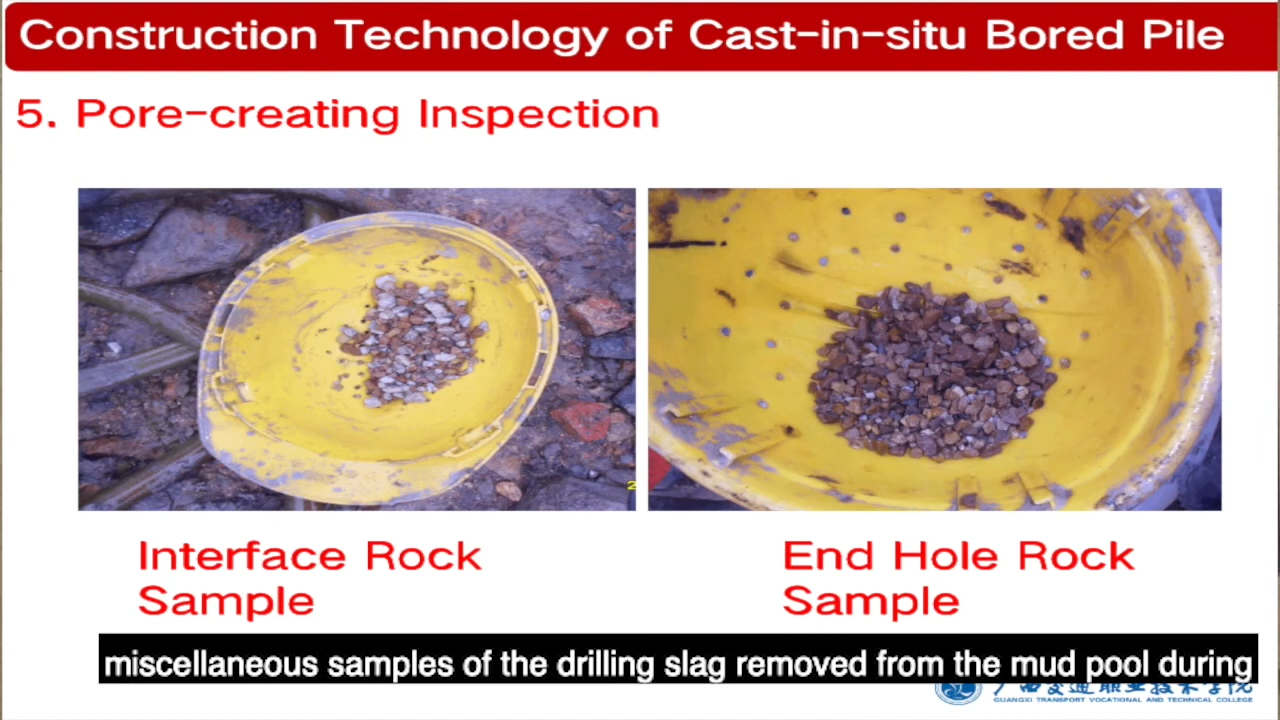 Construction Technology of Cast-in-situ Bored Pile
5. Pore-creating Inspection
2
Interface Rock
Sample
End Hole Rock
Sample
miscellaneous samples of the drilling slag removed from the mud pool during
GUANGXI TRANSPORT VOCATIONAL AND TECHNICAL COLLEGE